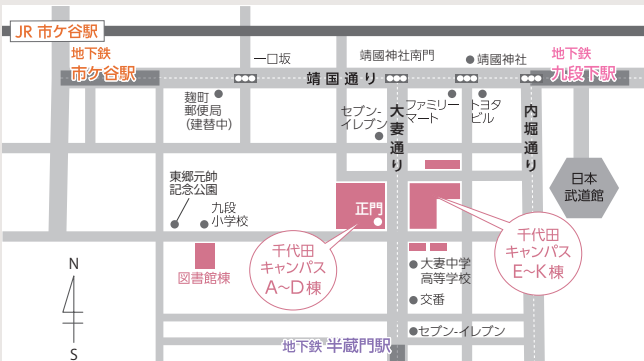 JR 市ケ谷駅
地下鉄
市ケ谷駅
一口坂
靖國神社南門
靖國神社
地下鉄
九段下駅
靖国通り
麹町
郵便局
(建替中)
セブン-
イレブン
大妻通り
ファミリー
マート
トヨタ
ビル
内堀通り
東郷元帥
記念公園
九段
小学校
正門
日本
武道館
図書館棟
千代田
キャンパス
A~D棟
千代田
キャンパス
E~K棟
大妻中学
高等学校
交番
セブン-イレブン
地下鉄 半蔵門駅
N
S